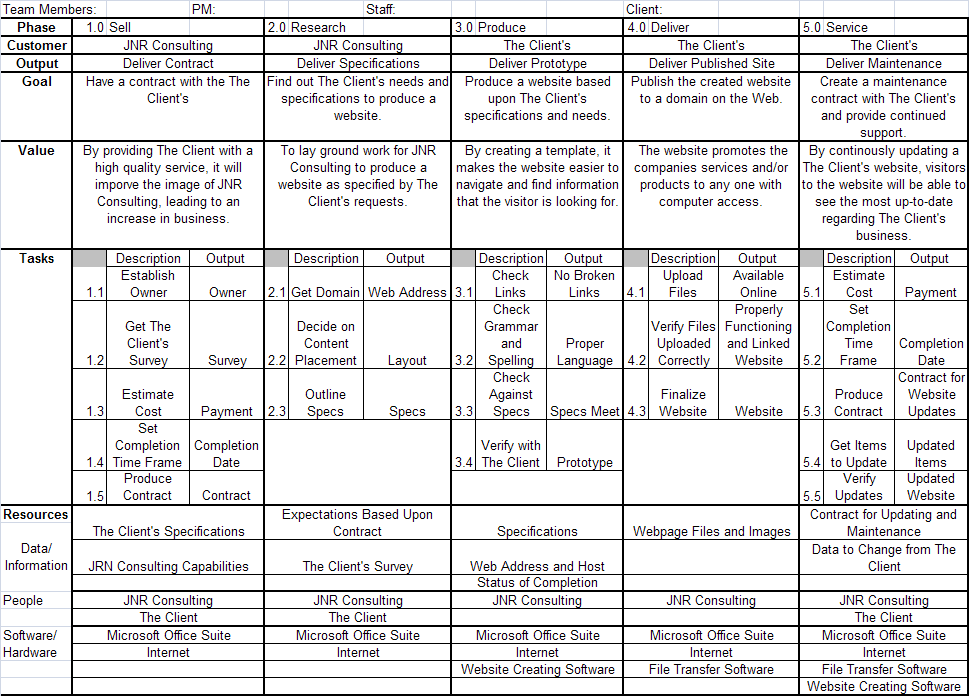 Team Members: PM: Staff: Client:
Phase 1.0 Sell 2.0 Research 3.0 Produce 4.0 Deliver 5.0 Service
Customer JNR Consulting JNR Consulting The Client's The Client's The Client's
Output Deliver Contract Deliver Specifications Deliver Prototype Deliver Published Site Deliver Maintenance
Goal
Have a contract with the The
Client's
Find out The Client's needs and
specifications to produce a
website.
Produce a website based
upon The Client's
specifications and needs.
Publish the created website
to a domain on the Web.
Create a maintenance
contract with The Client's
and provide continued
support.
Value
By providing The Client with a
high quality service, it will
imporve the image of JNR
Consulting, leading to an
increase in business.
To lay ground work for JNR
Consulting to produce a
website as specified by The
Client's requests.
By creating a template, it
makes the website easier to
navigate and find information
that the visitor is looking for.
The website promotes the
companies services and/or
products to any one with
computer access.
By continously updating a
The Client's website, visitors
to the website will be able to
see the most up-to-date
regarding The Client's
business.
Tasks
Description Output Description Output Description Output Description Output Description Output
1.1 Establish
Owner
Owner
2.1 Get Domain Web Address
3.1 Check
Links
No Broken
Links
4.1 Upload
Files
Available
Online
5.1 Estimate
Cost
Payment
1.2 Get The
Client's
Survey
Survey
2.2 Decide on
Content
Placement
Layout
3.2 Check
Grammar
and
Spelling
Proper
Language
4.2 Verify Files
Uploaded
Correctly
Properly
Functioning
and Linked
Website
5.2 Set
Completion
Time
Frame
Completion
Date
1.3 Estimate
Cost
Payment
2.3 Outline
Specs
Specs
3.3 Check
Against
Specs
Specs Meet
4.3 Finalize
Website
Website
5.3 Produce
Contract
Contract for
Website
Updates
1.4 Set
Completion
Time Frame
Completion
Date
3.4 Verify with
The Client
Prototype
5.4 Get Items
to Update
Updated
Items
1.5 Produce
Contract
Contract
5.5 Verify
Updates
Updated
Website
Resources
The Client's Specifications
Expectations Based Upon
Contract
Specifications
Webpage Files and Images
Contract for Updating and
Maintenance
Data/
Information
JRN Consulting Capabilities
The Client's Survey
Web Address and Host
Data to Change from The
Client
Status of Completion
People JNR Consulting JNR Consulting JNR Consulting JNR Consulting JNR Consulting
The Client The Client The Client
Software/ Microsoft Office Suite Microsoft Office Suite Microsoft Office Suite Microsoft Office Suite Microsoft Office Suite
Hardware Internet Internet Internet Internet Internet
Website Creating Software File Transfer Software File Transfer Software
Website Creating Software